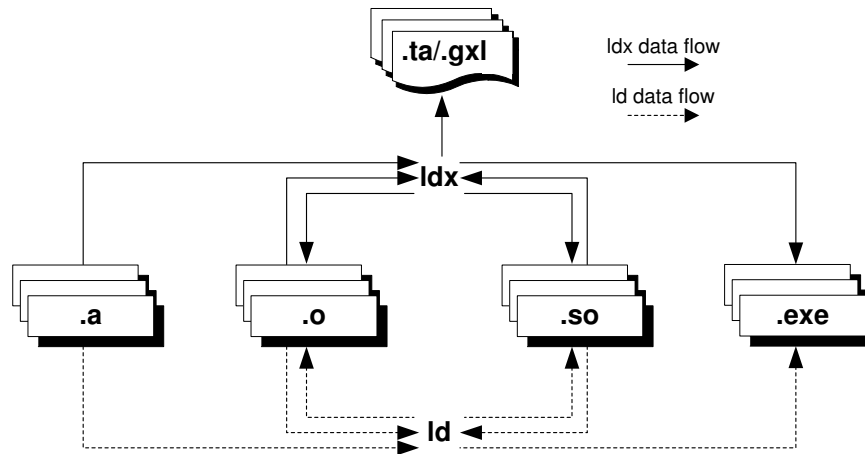 .ta/.gxl
ldx data flow
ld data flow
ldx
.a
.o
.so
.exe
ld